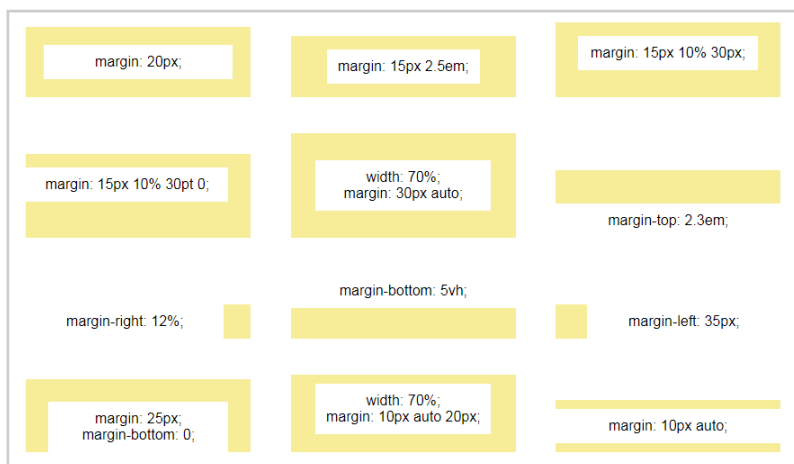 margin: 20px;
margin: 15px 2.5em;
margin: 15px 10% 30px;
margin: 15px 10% 30pt 0;
width: 70%;
margin: 30px auto;
margin-top: 2.3em;
margin-right: 12%;
margin-bottom: 5vh;
margin-left: 35px;
margin: 25px;
margin-bottom: 0;
width: 70%;
margin: 10px auto 20px;
margin: 10px auto;